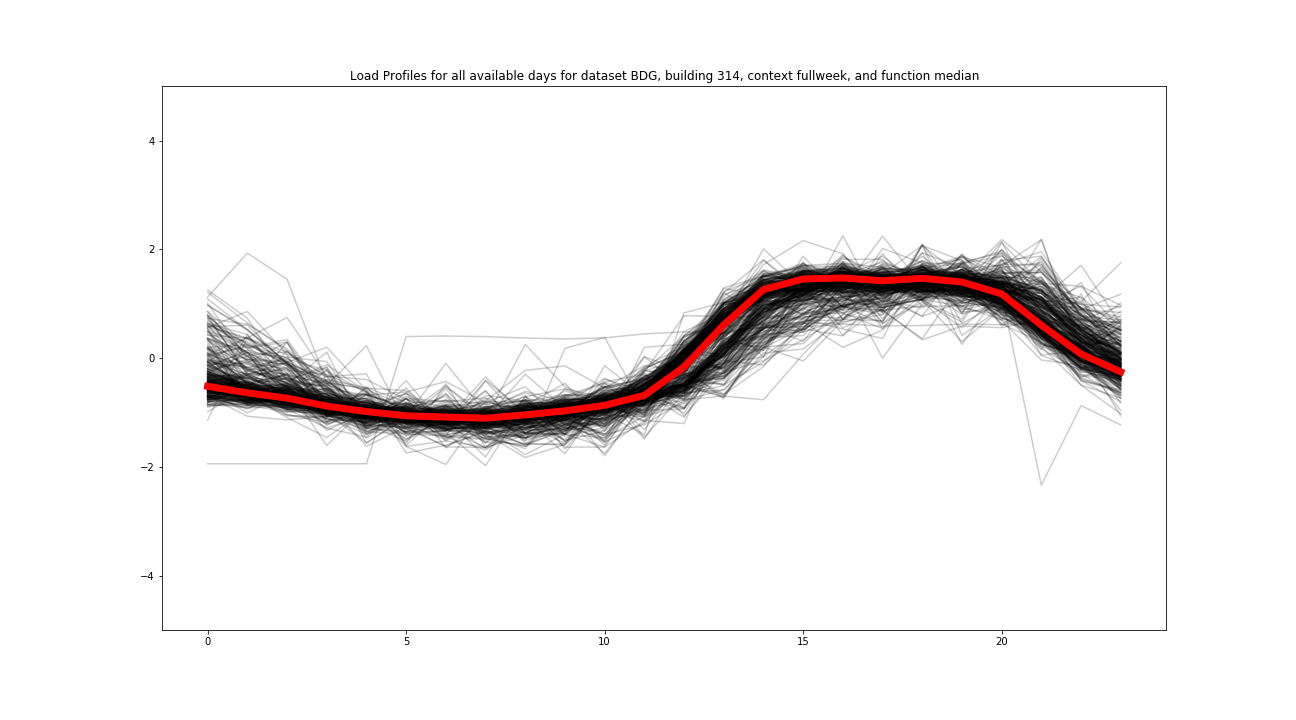 Load Profiles for all available days for dataset BDG, building 314, context fullweek, and function median
4
2
0
−2
−4
0 5 10 15 20